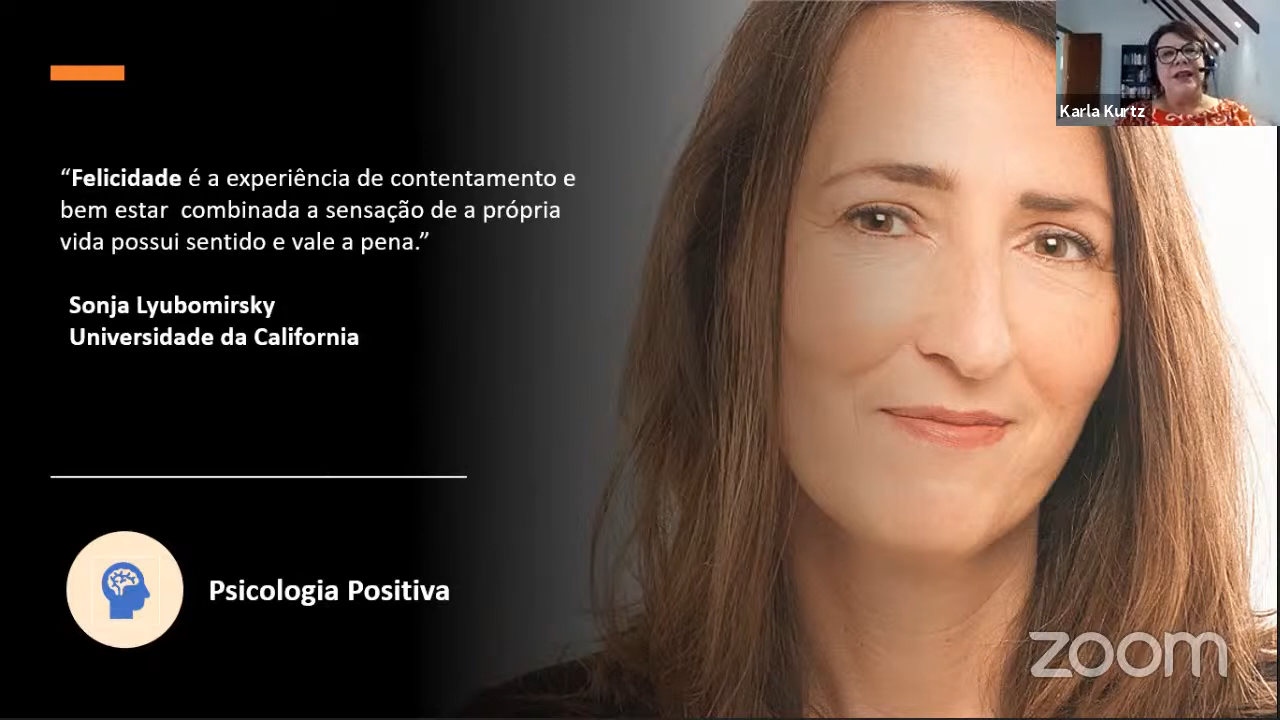 Karla Kurtz
“Felicidade é a experiência de contentamento e
bem estar combinada a sensação de a própria
vida possui sentido e vale a pena.”
Sonja Lyubomirsky
Universidade da California
Psicologia Positiva
zoom